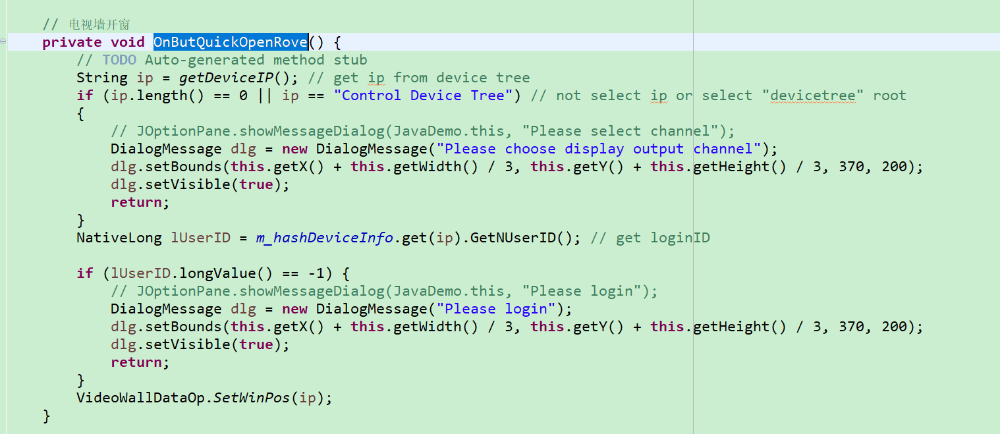 // 电视墙开窗
private void OnButQuickOpenRove() {
// TODO Auto-generated method stub
String ip = getDeviceIP(); // get ip from device tree
if (ip.length() == 0 || ip == "Control Device Tree") // not select ip or select "devicetree" root
{
// JOptionPane.showMessageDialog(JavaDemo.this, "Please select channel");
DialogMessage dlg = new DialogMessage("Please choose display output channel");
dlg.setBounds(this.getX() + this.getWidth() / 3, this.getY() + this.getHeight() / 3, 370, 200);
dlg.setVisible(true);
return;
}
NativeLong lUserID = m_hashDeviceInfo.get(ip).GetNUserID(); // get loginID
if (lUserID.longValue() == -1) {
// JOptionPane.showMessageDialog(JavaDemo.this, "Please login");
DialogMessage dlg = new DialogMessage("Please login");
dlg.setBounds(this.getX() + this.getWidth() / 3, this.getY() + this.getHeight() / 3, 370, 200);
dlg.setVisible(true);
return;
}
VideoWallDataOp.SetWinPos(ip);
}